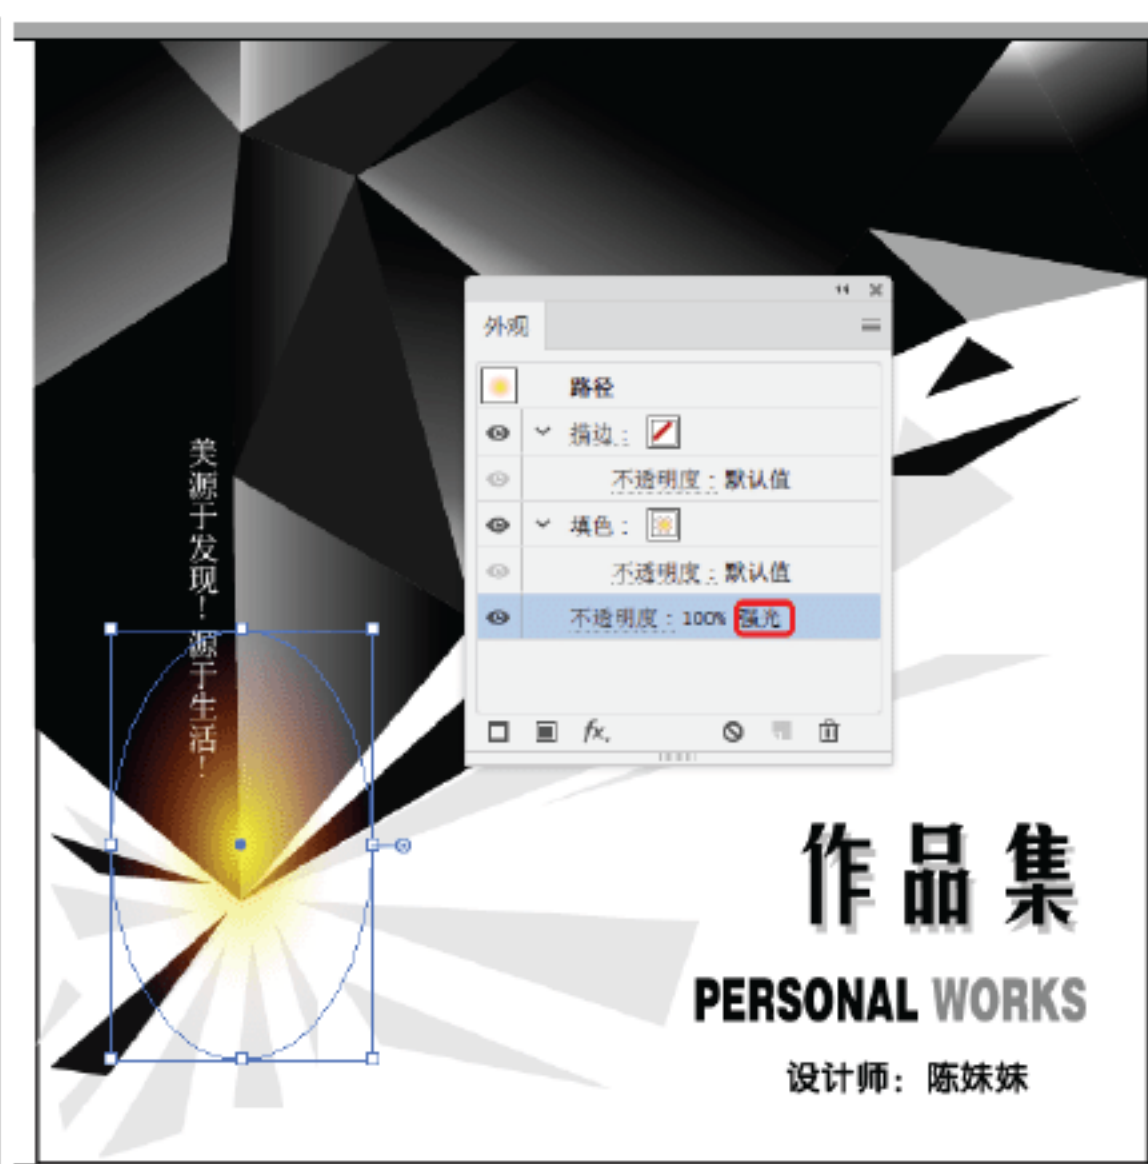 外观
路径
描边：
不透明度：默认值
填色：
不透明度：默认值
不透明度：100% 强光
fx.
美源于发现！源于生活！
作品集
PERSONAL WORKS
设计师：陈妹妹